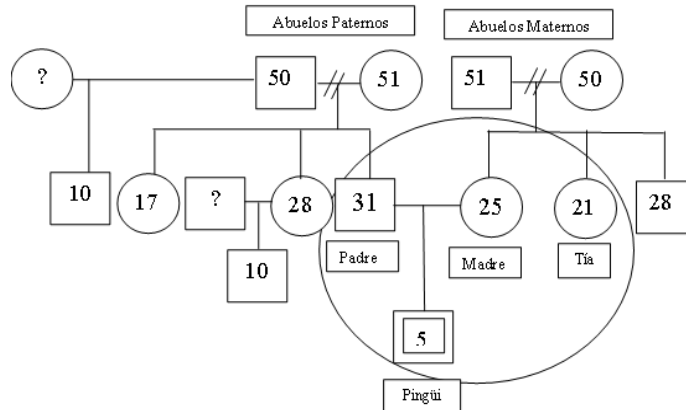 Abuelos Paternos
Abuelos Maternos
? 50 51 51 50
10 17 ? 28 31 25 21 28
Padre Madre Tía
10
5
Pingüi